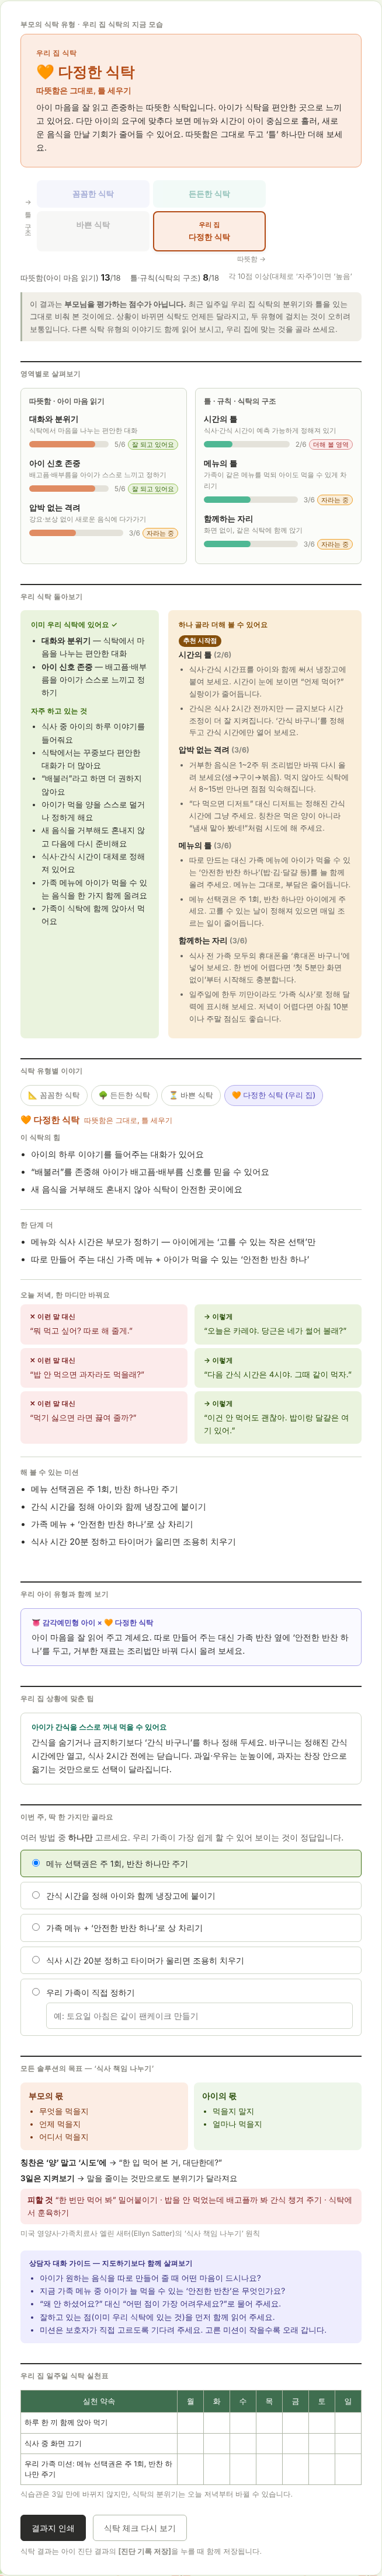 부모의 식탁 유형 · 우리 집 식탁의 지금 모습
우리 집 식탁
🧡 다정한 식탁
따뜻함은 그대로, 틀 세우기
아이 마음을 잘 읽고 존중하는 따뜻한 식탁입니다. 아이가 식탁을 편안한 곳으로 느끼
고 있어요. 다만 아이의 요구에 맞추다 보면 메뉴와 시간이 아이 중심으로 흘러, 새로
운 음식을 만날 기회가 줄어들 수 있어요. 따뜻함은 그대로 두고 ‘틀’ 하나만 더해 보세
요.
꼼꼼한 식탁
든든한 식탁
바쁜 식탁
우리 집
다정한 식탁
→ 틀·구조
따뜻함 →
따뜻함(아이 마음 읽기) 13/18 틀·규칙(식탁의 구조) 8/18 각 10점 이상(대체로 ‘자주’)이면 ‘높음’
이 결과는 부모님을 평가하는 점수가 아닙니다. 최근 일주일 우리 집 식탁의 분위기와 틀을 있는
그대로 비춰 본 것이에요. 상황이 바뀌면 식탁도 언제든 달라지고, 두 유형에 걸치는 것이 오히려
보통입니다. 다른 식탁 유형의 이야기도 함께 읽어 보시고, 우리 집에 맞는 것을 골라 쓰세요.
영역별로 살펴보기
따뜻함 · 아이 마음 읽기
대화와 분위기
식탁에서 마음을 나누는 편안한 대화
5/6 잘 되고 있어요
아이 신호 존중
배고픔·배부름을 아이가 스스로 느끼고 정하기
5/6 잘 되고 있어요
압박 없는 격려
강요·보상 없이 새로운 음식에 다가가기
3/6 자라는 중
틀 · 규칙 · 식탁의 구조
시간의 틀
식사·간식 시간이 예측 가능하게 정해져 있기
2/6 더해 볼 영역
메뉴의 틀
가족이 같은 메뉴를 먹되 아이도 먹을 수 있게 차
리기
3/6 자라는 중
함께하는 자리
화면 없이, 같은 식탁에 함께 앉기
3/6 자라는 중
우리 식탁 돌아보기
이미 우리 식탁에 있어요 ✓
대화와 분위기 — 식탁에서 마
음을 나누는 편안한 대화
아이 신호 존중 — 배고픔·배부
름을 아이가 스스로 느끼고 정
하기
자주 하고 있는 것
식사 중 아이의 하루 이야기를
들어줘요
식탁에서는 꾸중보다 편안한
대화가 더 많아요
“배불러”라고 하면 더 권하지
않아요
아이가 먹을 양을 스스로 덜거
나 정하게 해요
새 음식을 거부해도 혼내지 않
고 다음에 다시 준비해요
식사·간식 시간이 대체로 정해
져 있어요
가족 메뉴에 아이가 먹을 수 있
는 음식을 한 가지 함께 올려요
가족이 식탁에 함께 앉아서 먹
어요
하나 골라 더해 볼 수 있어요
추천 시작점
시간의 틀 (2/6)
식사·간식 시간표를 아이와 함께 써서 냉장고에
붙여 보세요. 시간이 눈에 보이면 “언제 먹어?”
실랑이가 줄어듭니다.
간식은 식사 2시간 전까지만 — 금지보다 시간
조정이 더 잘 지켜집니다. ‘간식 바구니’를 정해
두고 간식 시간에만 열어 보세요.
압박 없는 격려 (3/6)
거부한 음식은 1~2주 뒤 조리법만 바꿔 다시 올
려 보세요(생→구이→볶음). 먹지 않아도 식탁에
서 8~15번 만나면 점점 익숙해집니다.
“다 먹으면 디저트” 대신 디저트는 정해진 간식
시간에 그냥 주세요. 칭찬은 먹은 양이 아니라
“냄새 맡아 봤네!”처럼 시도에 해 주세요.
메뉴의 틀 (3/6)
따로 만드는 대신 가족 메뉴에 아이가 먹을 수 있
는 ‘안전한 반찬 하나’(밥·김·달걀 등)를 늘 함께
올려 주세요. 메뉴는 그대로, 부담은 줄어듭니다.
메뉴 선택권은 주 1회, 반찬 하나만 아이에게 주
세요. 고를 수 있는 날이 정해져 있으면 매일 조
르는 일이 줄어듭니다.
함께하는 자리 (3/6)
식사 전 가족 모두의 휴대폰을 ‘휴대폰 바구니’에
넣어 보세요. 한 번에 어렵다면 ‘첫 5분만 화면
없이’부터 시작해도 충분합니다.
일주일에 한두 끼만이라도 ‘가족 식사’로 정해 달
력에 표시해 보세요. 저녁이 어렵다면 아침 10분
이나 주말 점심도 좋습니다.
식탁 유형별 이야기
📐 꼼꼼한 식탁
🌳 든든한 식탁
⏳ 바쁜 식탁
🧡 다정한 식탁 (우리 집)
🧡 다정한 식탁 따뜻함은 그대로, 틀 세우기
이 식탁의 힘
아이의 하루 이야기를 들어주는 대화가 있어요
“배불러”를 존중해 아이가 배고픔·배부름 신호를 믿을 수 있어요
새 음식을 거부해도 혼내지 않아 식탁이 안전한 곳이에요
한 단계 더
메뉴와 식사 시간은 부모가 정하기 — 아이에게는 ‘고를 수 있는 작은 선택’만
따로 만들어 주는 대신 가족 메뉴 + 아이가 먹을 수 있는 ‘안전한 반찬 하나’
오늘 저녁, 한 마디만 바꿔요
✕ 이런 말 대신
“뭐 먹고 싶어? 따로 해 줄게.”
→ 이렇게
“오늘은 카레야. 당근은 네가 썰어 볼래?”
✕ 이런 말 대신
“밥 안 먹으면 과자라도 먹을래?”
→ 이렇게
“다음 간식 시간은 4시야. 그때 같이 먹자.”
✕ 이런 말 대신
“먹기 싫으면 라면 끓여 줄까?”
→ 이렇게
“이건 안 먹어도 괜찮아. 밥이랑 달걀은 여
기 있어.”
해 볼 수 있는 미션
메뉴 선택권은 주 1회, 반찬 하나만 주기
간식 시간을 정해 아이와 함께 냉장고에 붙이기
가족 메뉴 + ‘안전한 반찬 하나’로 상 차리기
식사 시간 20분 정하고 타이머가 울리면 조용히 치우기
우리 아이 유형과 함께 보기
👅 감각예민형 아이 × 🧡 다정한 식탁
아이 마음을 잘 읽어 주고 계세요. 따로 만들어 주는 대신 가족 반찬 옆에 ‘안전한 반찬 하
나’를 두고, 거부한 재료는 조리법만 바꿔 다시 올려 보세요.
우리 집 상황에 맞춘 팁
아이가 간식을 스스로 꺼내 먹을 수 있어요
간식을 숨기거나 금지하기보다 ‘간식 바구니’를 하나 정해 두세요. 바구니는 정해진 간식
시간에만 열고, 식사 2시간 전에는 닫습니다. 과일·우유는 눈높이에, 과자는 찬장 안으로
옮기는 것만으로도 선택이 달라집니다.
이번 주, 딱 한 가지만 골라요
여러 방법 중 하나만 고르세요. 우리 가족이 가장 쉽게 할 수 있어 보이는 것이 정답입니다.
메뉴 선택권은 주 1회, 반찬 하나만 주기
간식 시간을 정해 아이와 함께 냉장고에 붙이기
가족 메뉴 + ‘안전한 반찬 하나’로 상 차리기
식사 시간 20분 정하고 타이머가 울리면 조용히 치우기
우리 가족이 직접 정하기
예: 토요일 아침은 같이 팬케이크 만들기
모든 솔루션의 목표 — ‘식사 책임 나누기’
부모의 몫
무엇을 먹을지
언제 먹을지
어디서 먹을지
아이의 몫
먹을지 말지
얼마나 먹을지
칭찬은 ‘양’ 말고 ‘시도’에 → “한 입 먹어 본 거, 대단한데?”
3일은 지켜보기 → 말을 줄이는 것만으로도 분위기가 달라져요
피할 것 “한 번만 먹어 봐” 밀어붙이기 · 밥을 안 먹었는데 배고플까 봐 간식 챙겨 주기 · 식탁에
서 훈육하기
미국 영양사·가족치료사 엘린 새터(Ellyn Satter)의 ‘식사 책임 나누기’ 원칙
상담자 대화 가이드 — 지도하기보다 함께 살펴보기
아이가 원하는 음식을 따로 만들어 줄 때 어떤 마음이 드시나요?
지금 가족 메뉴 중 아이가 늘 먹을 수 있는 ‘안전한 반찬’은 무엇인가요?
“왜 안 하셨어요?” 대신 “어떤 점이 가장 어려우세요?”로 물어 주세요.
잘하고 있는 점(이미 우리 식탁에 있는 것)을 먼저 함께 읽어 주세요.
미션은 보호자가 직접 고르도록 기다려 주세요. 고른 미션이 작을수록 오래 갑니다.
우리 집 일주일 식탁 실천표
실천 약속 월 화 수 목 금 토 일
하루 한 끼 함께 앉아 먹기
식사 중 화면 끄기
우리 가족 미션: 메뉴 선택권은 주 1회, 반찬 하
나만 주기
식습관은 3일 만에 바뀌지 않지만, 식탁의 분위기는 오늘 저녁부터 바뀔 수 있습니다.
결과지 인쇄
식탁 체크 다시 보기
식탁 결과는 아이 진단 결과의 [진단 기록 저장]을 누를 때 함께 저장됩니다.